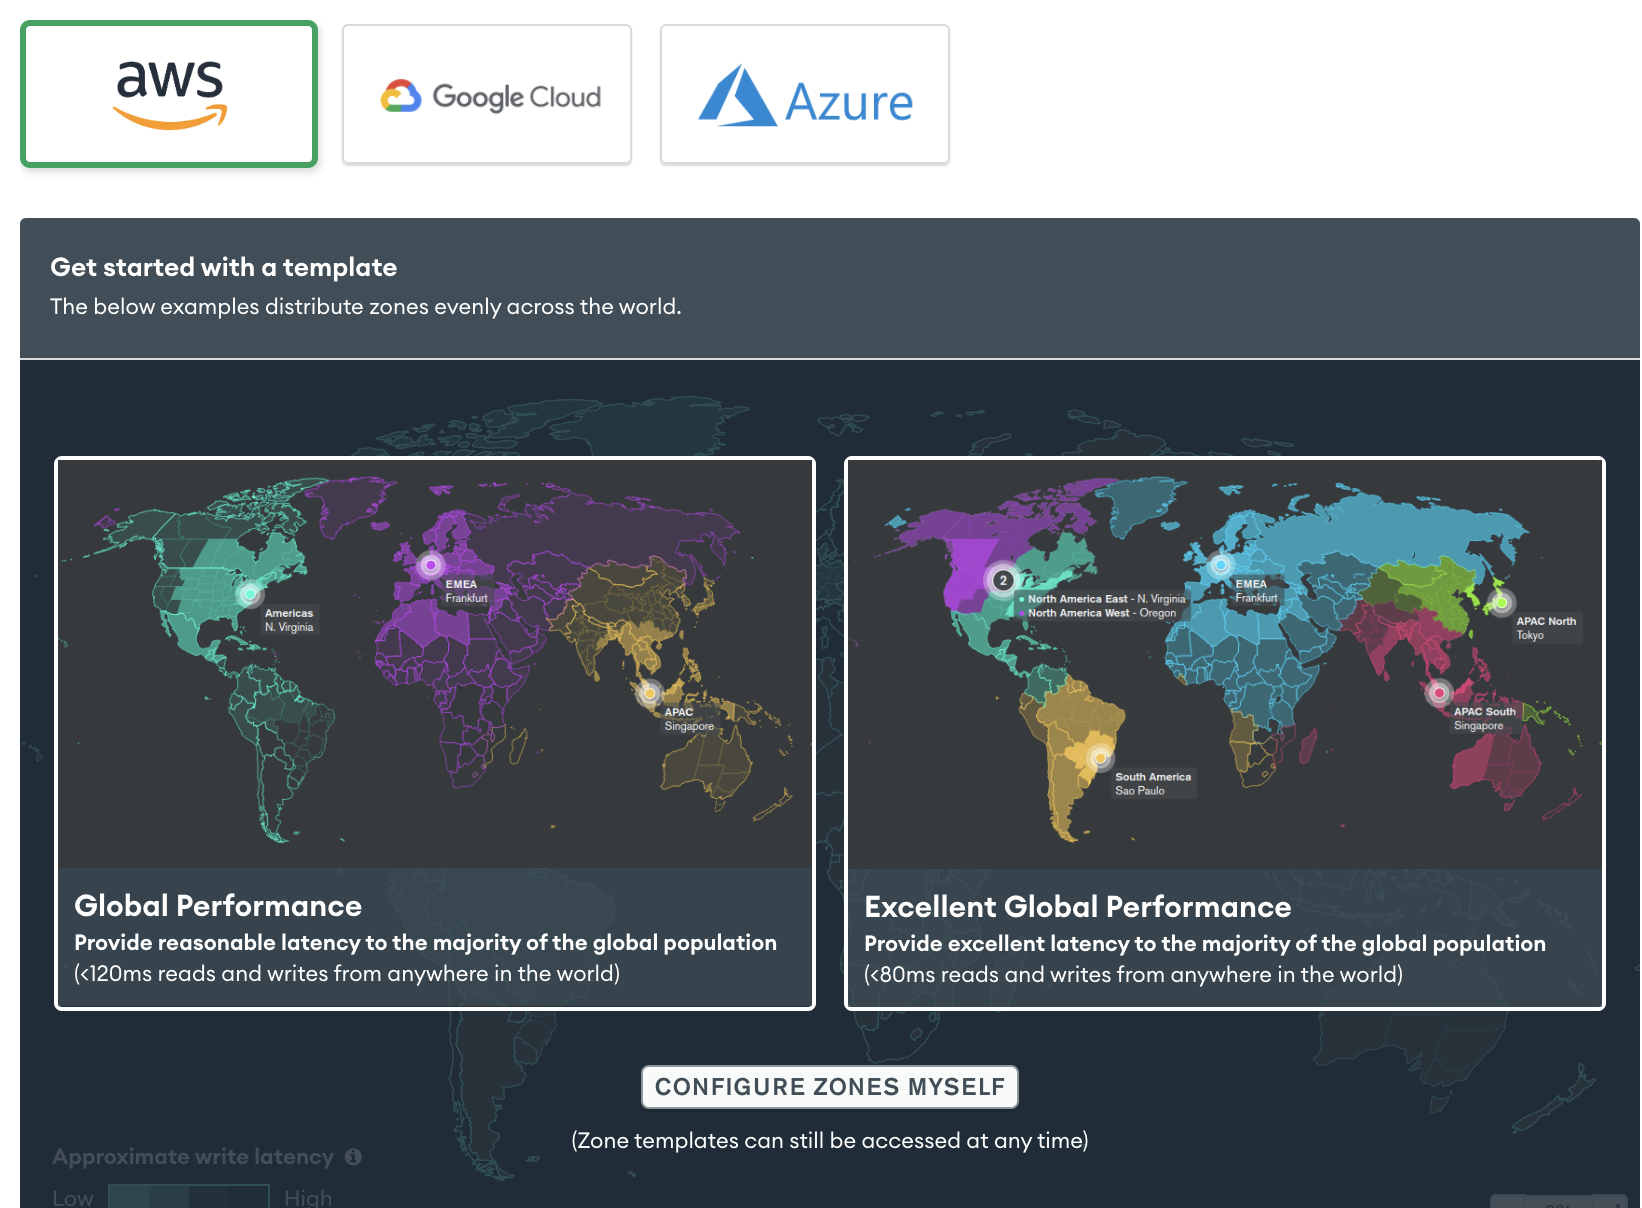 aws
Google Cloud
Azure
Get started with a template
The below examples distribute zones evenly across the world.
EMEA
Frankfurt
Americas
N. Virginia
APAC
Singapore
Global Performance
Provide reasonable latency to the majority of the global population
(<120ms reads and writes from anywhere in the world)
2
EMEA
Frankfurt
North America East - N. Virginia
North America West - Oregon
APAC North
Tokyo
APAC South
Singapore
South America
Sao Paulo
Excellent Global Performance
Provide excellent latency to the majority of the global population
(<80ms reads and writes from anywhere in the world)
CONFIGURE ZONES MYSELF
(Zone templates can still be accessed at any time)
Approximate write latency
Low
High